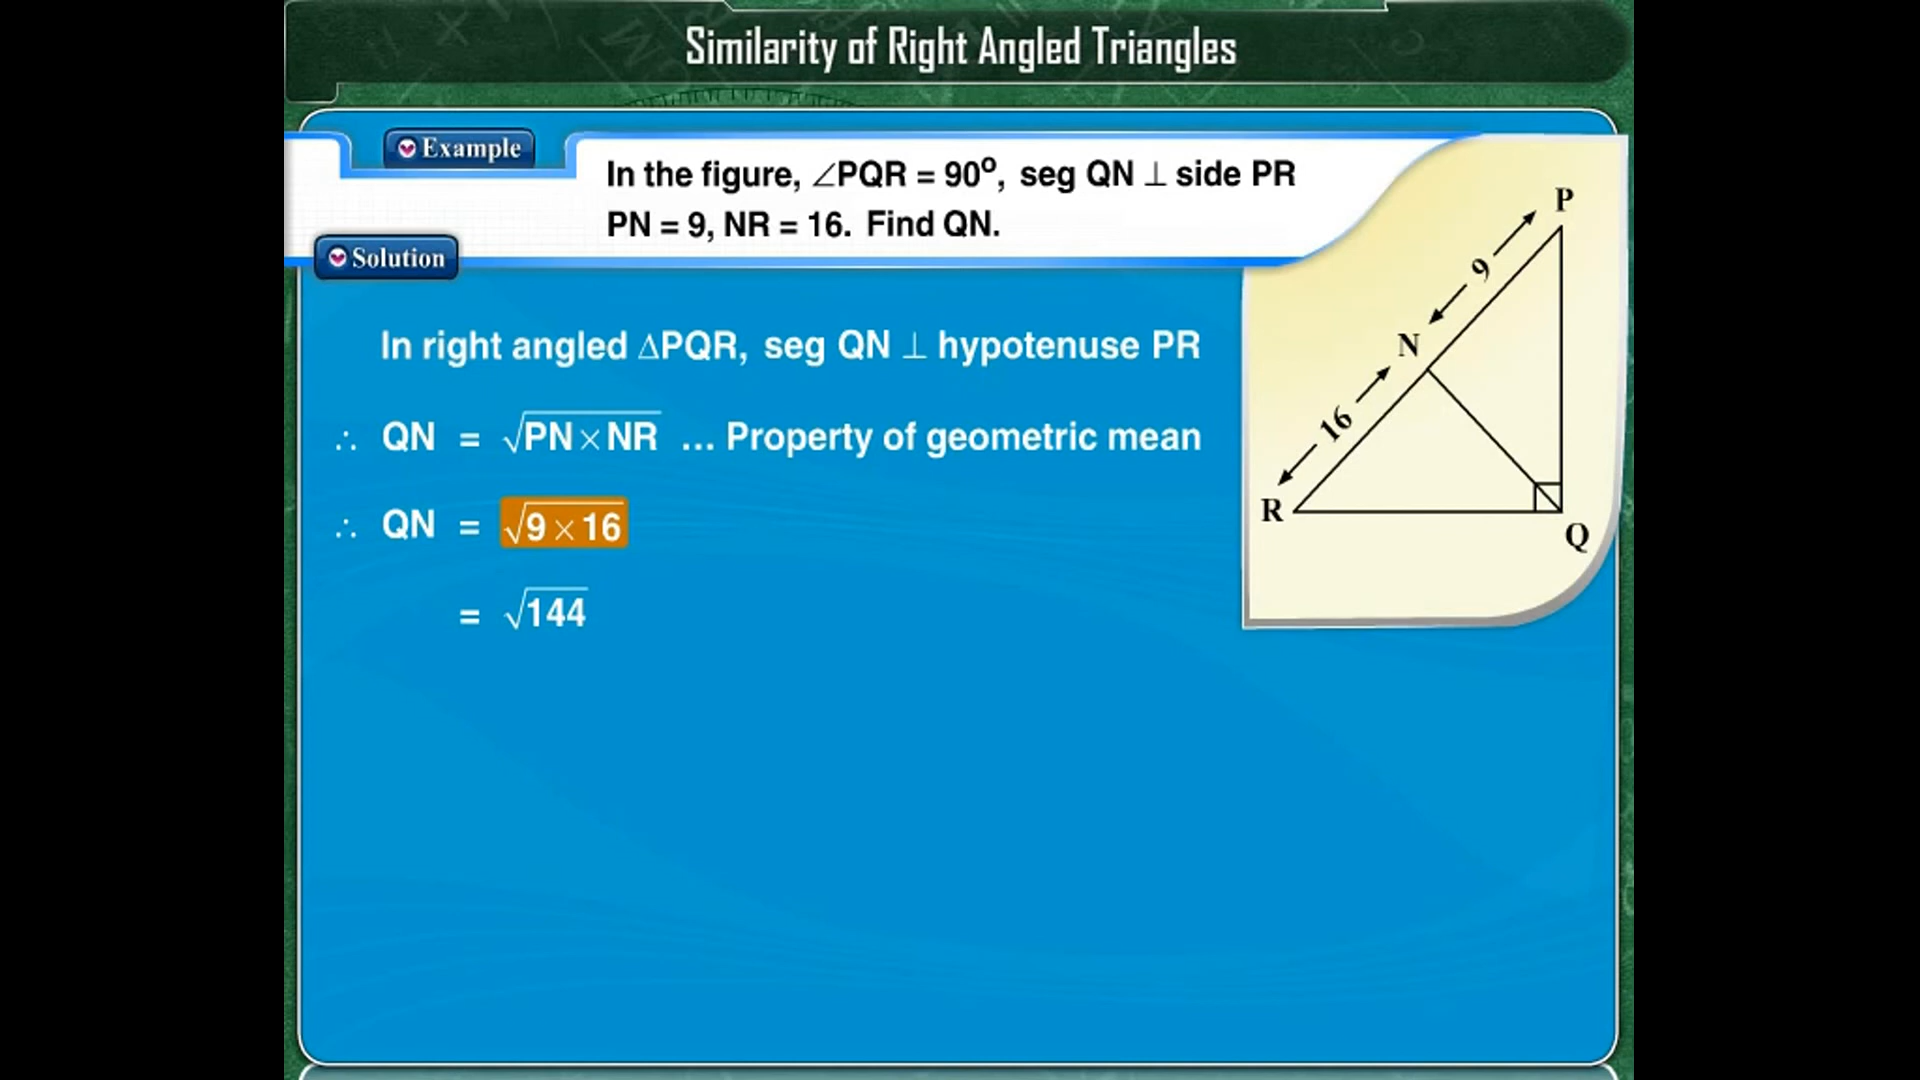 Similarity of Right Angled Triangles
Example
In the figure, ∠PQR = 90°, seg QN ⊥ side PR
PN = 9, NR = 16. Find QN.
Solution
In right angled ΔPQR, seg QN ⊥ hypotenuse PR
∴ QN = √PN × NR ... Property of geometric mean
∴ QN = √9 × 16
= √144
P
9
N
16
R
Q